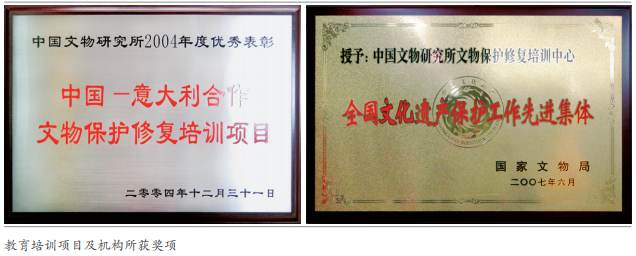 中国文物研究所2004年度优秀表彰
中国－意大利合作
文物保护修复培训项目
二零零四年十二月三十一日
授予:中国文物研究所文物保护修复培训中心
全国文化遗产保护工作先进集体
国家文物局
二〇〇七年六月
教育培训项目及机构所获奖项